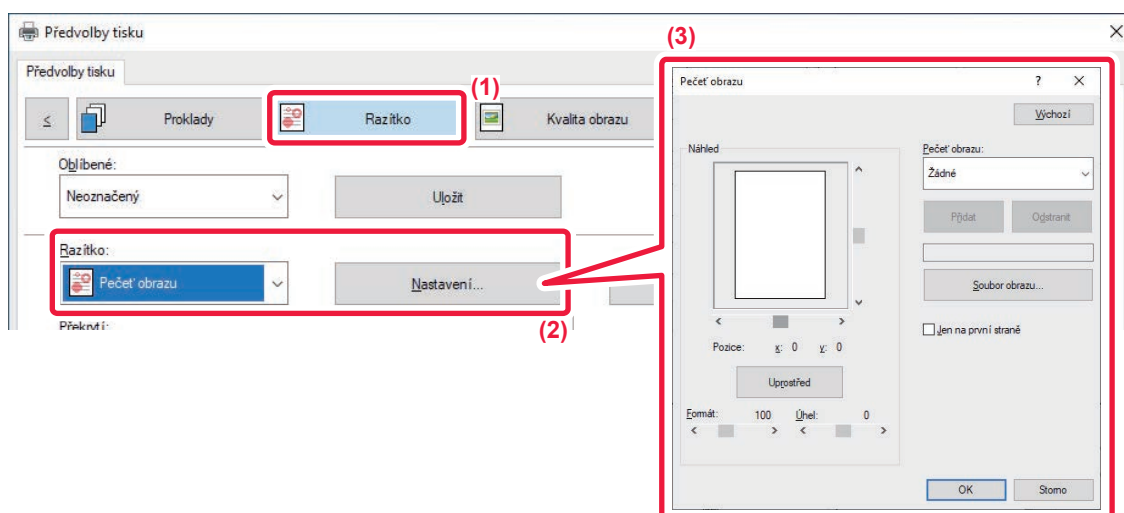 Předvolby tisku
Předvolby tisku
(1)
<
Proklady
Razítko
Kvalita obrazu
Oblíbené:
Neoznačený
Uložit
Razítko:
Pečeť obrazu
Nastavení...
(2)
Překrytí:
(3)
Pečeť obrazu
?
Výchozí
Náhled
Pečeť obrazu:
Žádné
Přidat
Odstranit
Soubor obrazu...
Jen na první straně
Pozice: x: 0 y: 0
Uprostřed
Formát: 100 Úhel: 0
OK
Storno